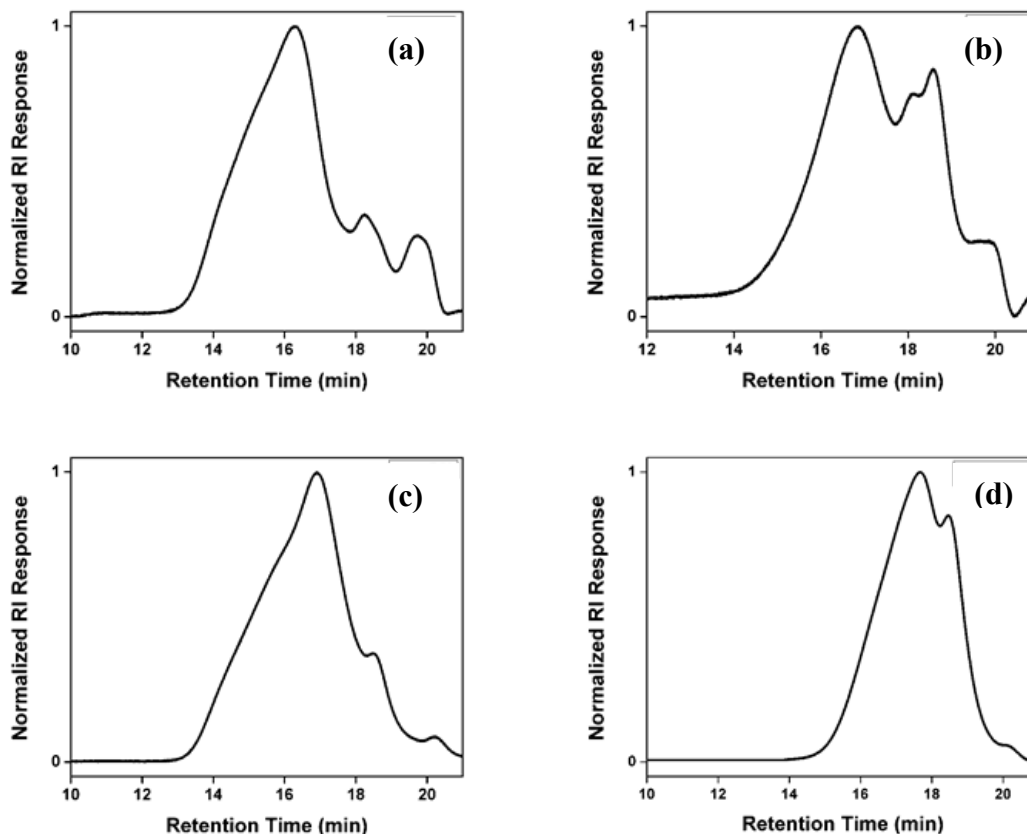 (a)
1
0
Normalized RI Response
10 12 14 16 18 20
Retention Time (min)
(b)
1
0
Normalized RI Response
12 14 16 18 20
Retention Time (min)
(c)
1
0
Normalized RI Response
10 12 14 16 18 20
Retention Time (min)
(d)
1
0
Normalized RI Response
10 12 14 16 18 20
Retention Time (min)